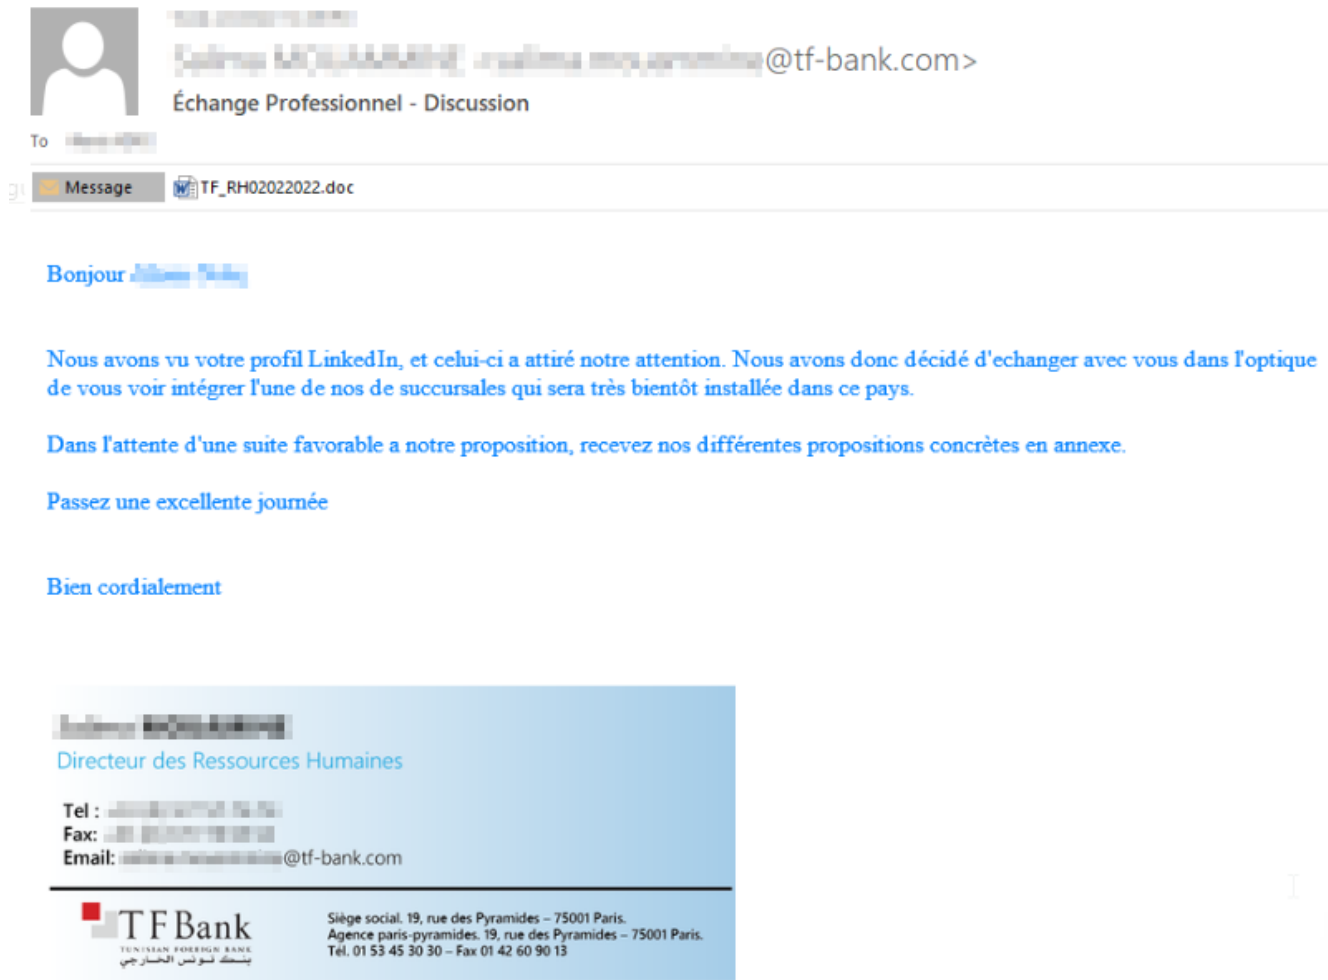 @tf-bank.com>
Échange Professionnel - Discussion
To
Message TF_RH02022022.doc
Bonjour
Nous avons vu votre profil LinkedIn, et celui-ci a attiré notre attention. Nous avons donc décidé d'echanger avec vous dans l'optique
de vous voir intégrer l'une de nos de succursales qui sera très bientôt installée dans ce pays.
Dans l'attente d'une suite favorable a notre proposition, recevez nos différentes propositions concrètes en annexe.
Passez une excellente journée
Bien cordialement
Directeur des Ressources Humaines
Tel :
Fax:
Email: @tf-bank.com
TFBank
TUNISIAN FOREIGN BANK
بنك تونس الخارجي
Siège social. 19, rue des Pyramides – 75001 Paris.
Agence paris-pyramides. 19, rue des Pyramides – 75001 Paris.
Tél. 01 53 45 30 30 – Fax 01 42 60 90 13